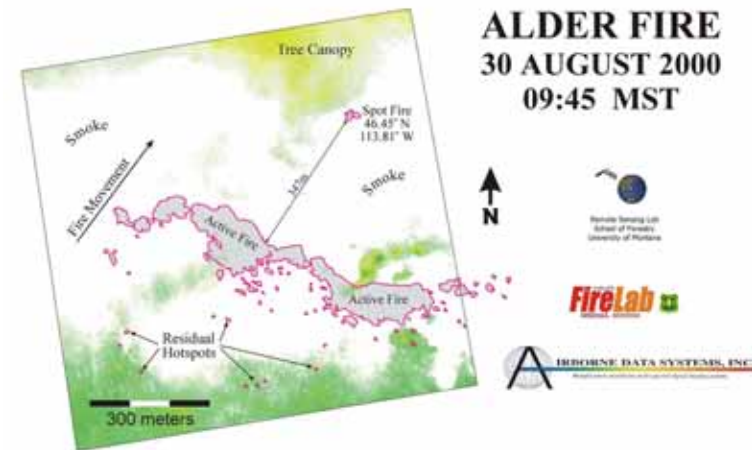 ALDER FIRE
30 AUGUST 2000
09:45 MST
Tree Canopy
Spot Fire
46.45° N
113.81° W
Smoke
Smoke
Fire Movement
347m
Active Fire
Active Fire
Residual
Hotspots
300 meters
N
Remote Sensing Lab
School of Forestry
University of Montana
FireLab
AIRBORNE DATA SYSTEMS, INC